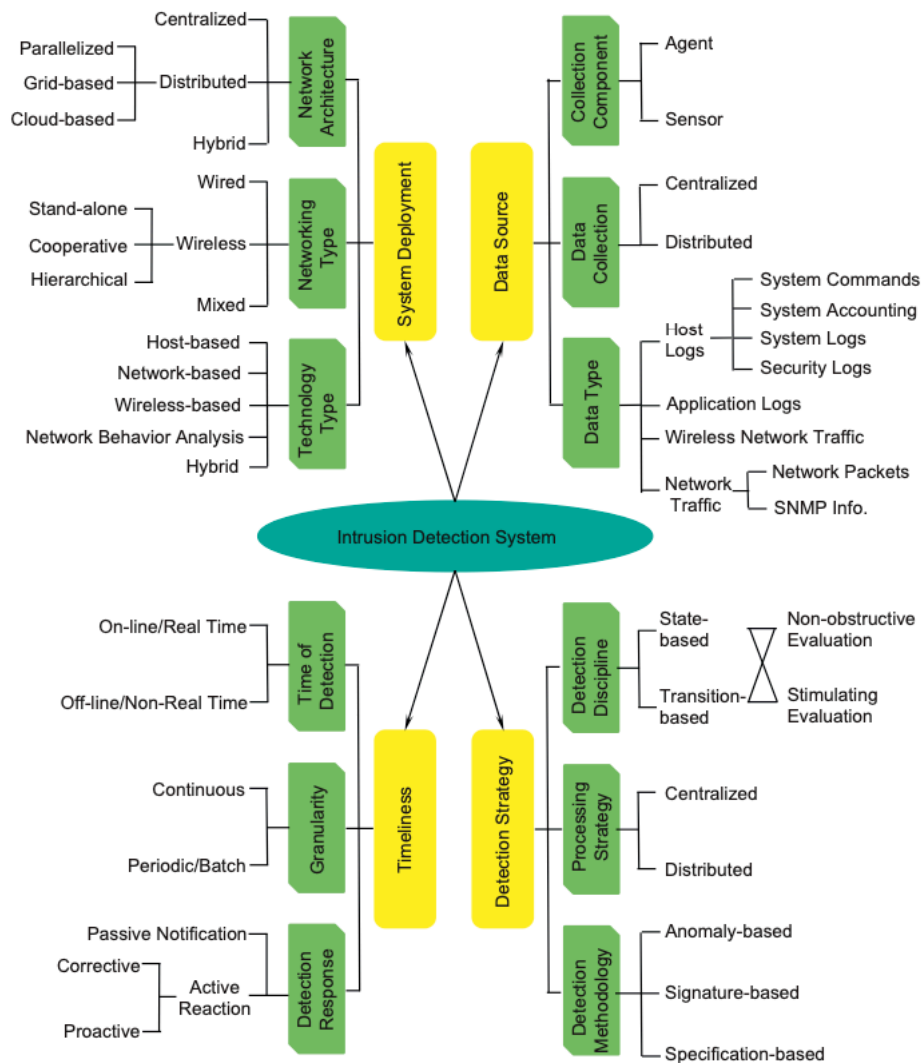 Centralized
Parallelized
Grid-based
Cloud-based
Distributed
Hybrid
Network
Architecture
Wired
Stand-alone
Cooperative
Hierarchical
Wireless
Mixed
Networking
Type
Host-based
Network-based
Wireless-based
Network Behavior Analysis
Hybrid
Technology
Type
System Deployment
Data Source
Collection
Component
Agent
Sensor
Data
Collection
Centralized
Distributed
Data Type
Host
Logs
System Commands
System Accounting
System Logs
Security Logs
Application Logs
Wireless Network Traffic
Network
Traffic
Network Packets
SNMP Info.
Intrusion Detection System
On-line/Real Time
Off-line/Non-Real Time
Time of
Detection
Continuous
Periodic/Batch
Granularity
Passive Notification
Corrective
Proactive
Active
Reaction
Detection
Response
Timeliness
Detection Strategy
Detection
Discipline
State-
based
Transition-
based
Non-obstructive
Evaluation
Stimulating
Evaluation
Processing
Strategy
Centralized
Distributed
Detection
Methodology
Anomaly-based
Signature-based
Specification-based